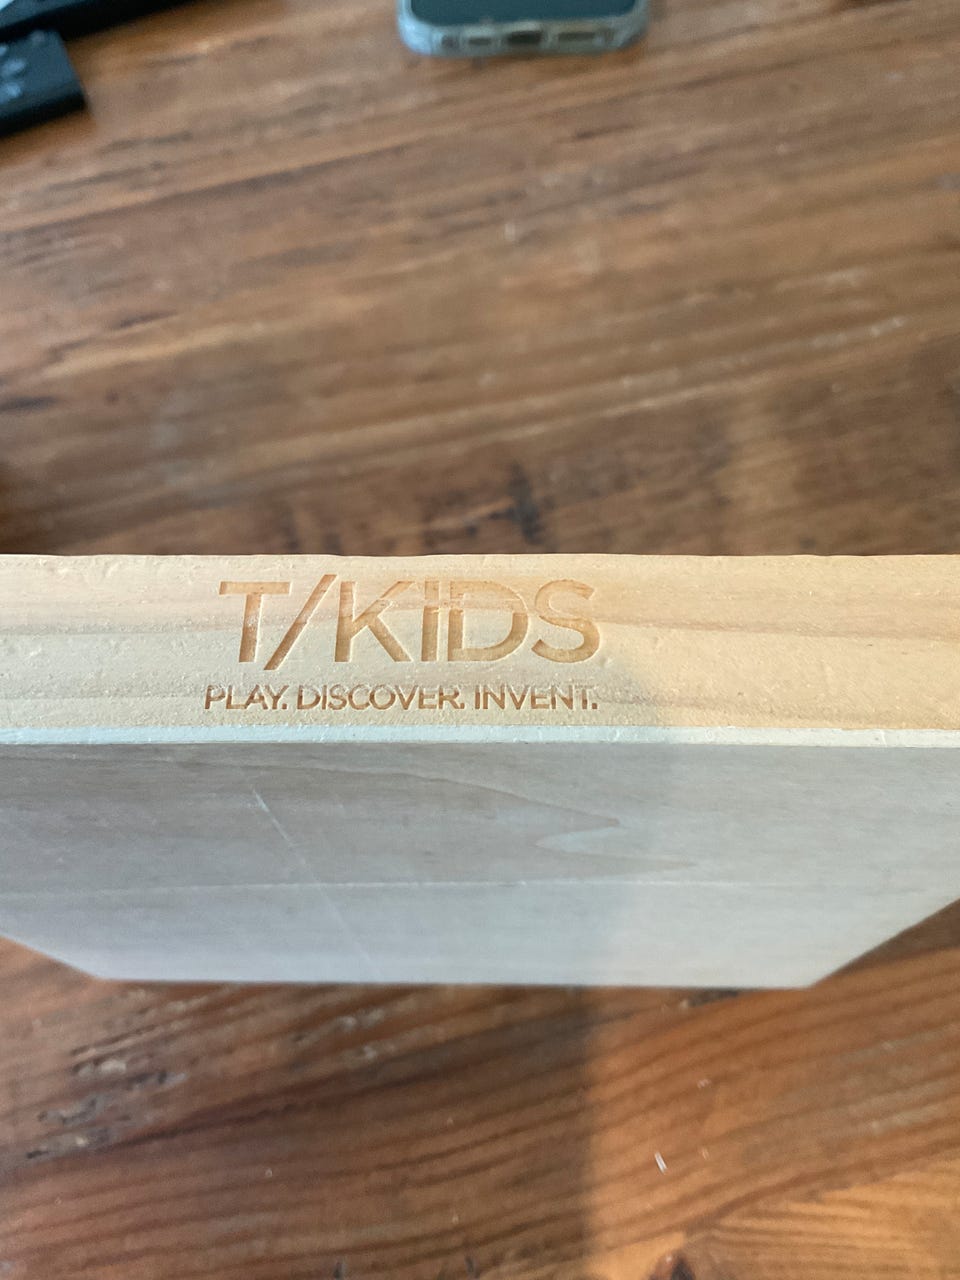 T/KIDS
PLAY. DISCOVER. INVENT.